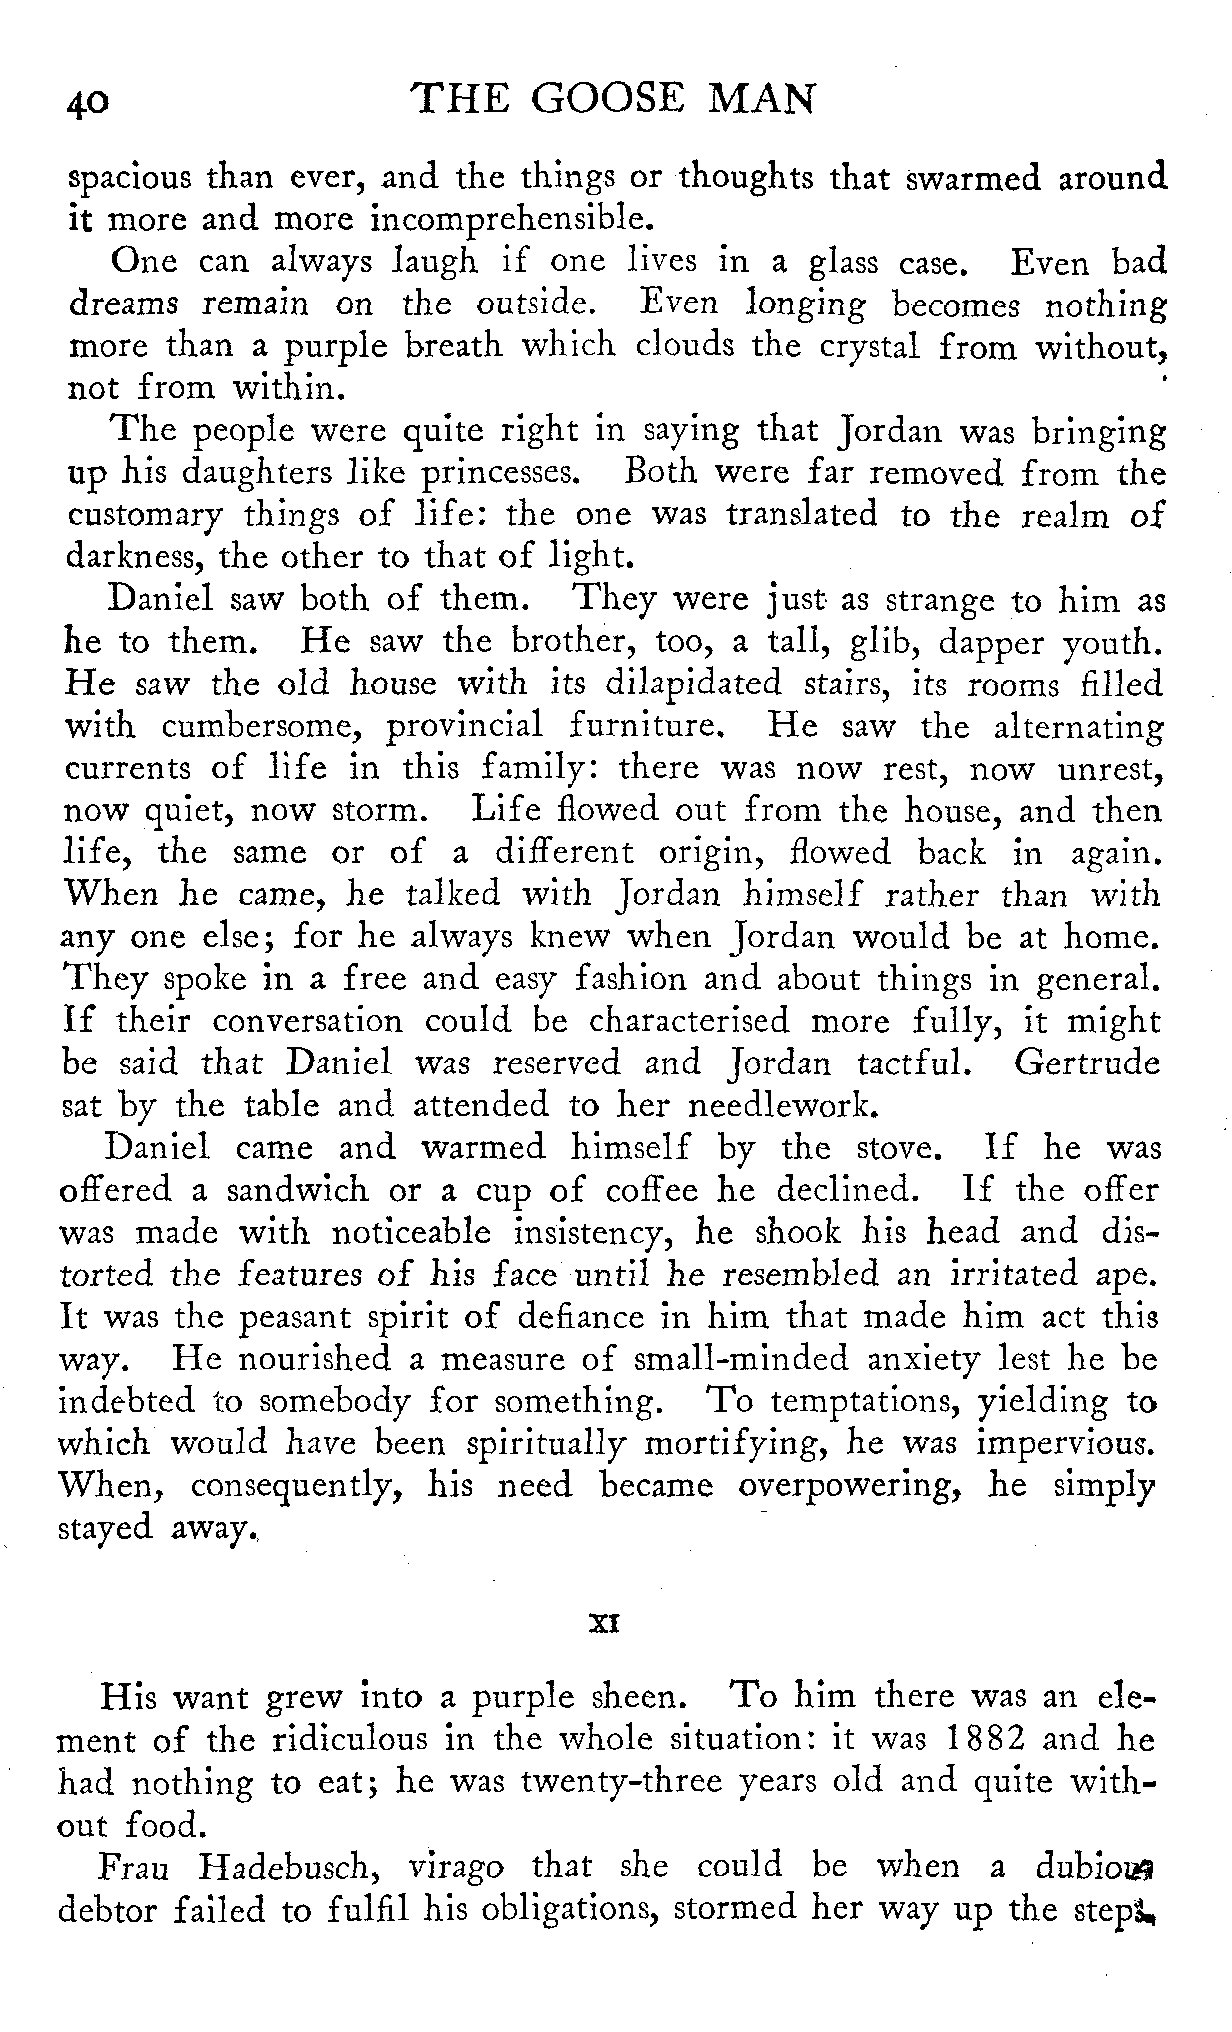 40 THE GOOSE MAN
spacious than ever, and the things or thoughts that swarmed around
it more and more incomprehensible.
One can always laugh if one lives in a glass case. Even bad
dreams remain on the outside. Even longing becomes nothing
more than a purple breath which clouds the crystal from without,
not from within.
The people were quite right in saying that Jordan was bringing
up his daughters like princesses. Both were far removed from the
customary things of life: the one was translated to the realm of
darkness, the other to that of light.
Daniel saw both of them. They were just as strange to him as
he to them. He saw the brother, too, a tall, glib, dapper youth.
He saw the old house with its dilapidated stairs, its rooms filled
with cumbersome, provincial furniture. He saw the alternating
currents of life in this family: there was now rest, now unrest,
now quiet, now storm. Life flowed out from the house, and then
life, the same or of a different origin, flowed back in again.
When he came, he talked with Jordan himself rather than with
any one else; for he always knew when Jordan would be at home.
They spoke in a free and easy fashion and about things in general.
If their conversation could be characterised more fully, it might
be said that Daniel was reserved and Jordan tactful. Gertrude
sat by the table and attended to her needlework.
Daniel came and warmed himself by the stove. If he was
offered a sandwich or a cup of coffee he declined. If the offer
was made with noticeable insistency, he shook his head and dis-
torted the features of his face until he resembled an irritated ape.
It was the peasant spirit of defiance in him that made him act this
way. He nourished a measure of small-minded anxiety lest he be
indebted to somebody for something. To temptations, yielding to
which would have been spiritually mortifying, he was impervious.
When, consequently, his need became overpowering, he simply
stayed away.
XI
His want grew into a purple sheen. To him there was an ele-
ment of the ridiculous in the whole situation: it was 1882 and he
had nothing to eat; he was twenty-three years old and quite with-
out food.
Frau Hadebusch, virago that she could be when a dubious
debtor failed to fulfil his obligations, stormed her way up the steps.